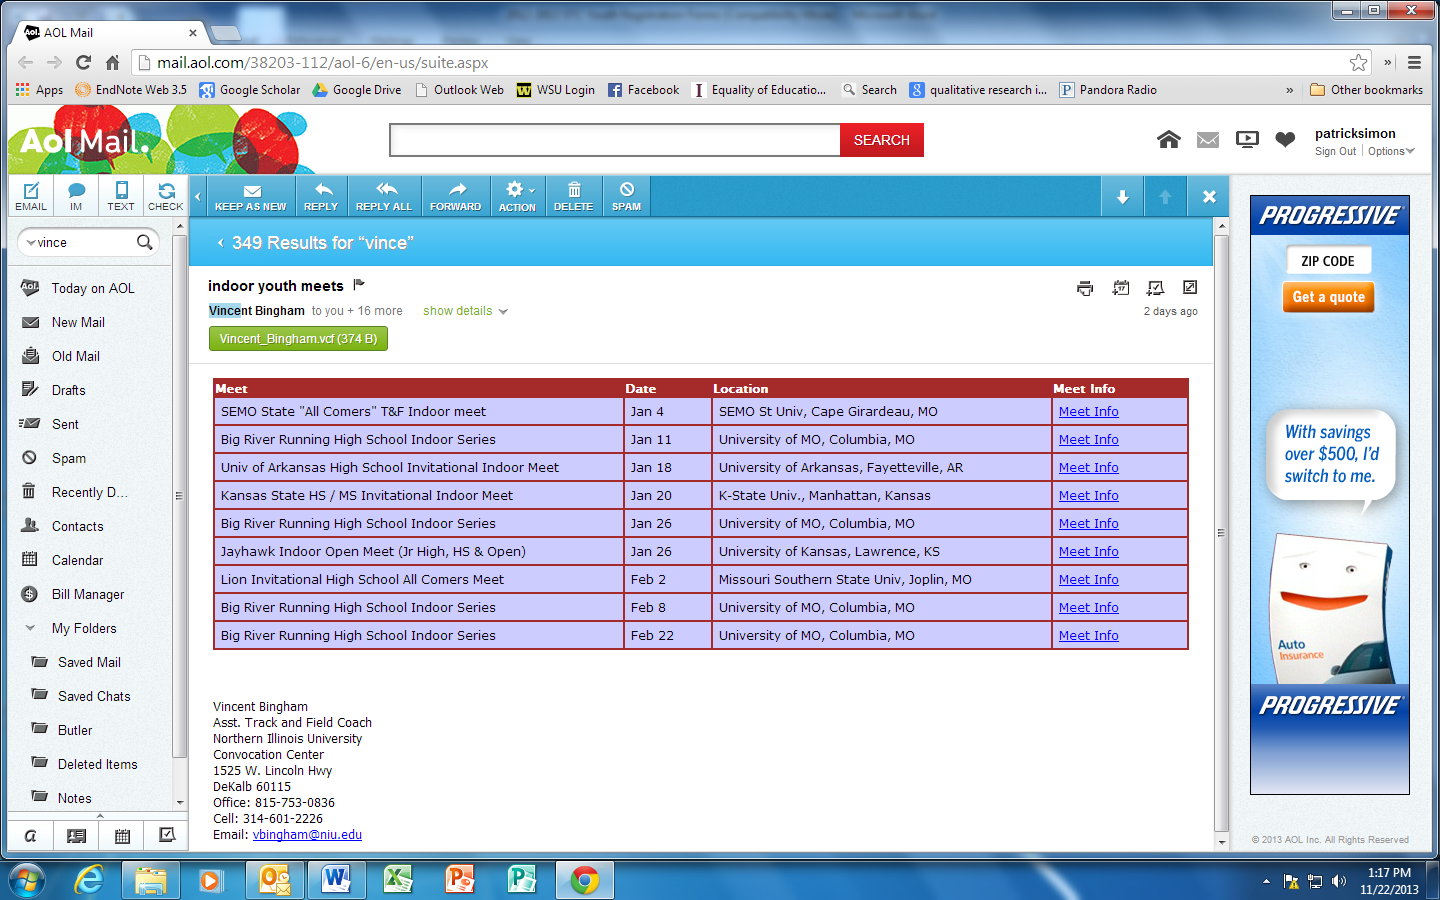 AOL Mail
mail.aol.com/38203-112/aol-6/en-us/suite.aspx
Apps EndNote Web 3.5 Google Scholar Google Drive Outlook Web WSU Login Facebook Equality of Educatio... Search qualitative research i... Pandora Radio » Other bookmarks
Aol Mail. SEARCH patricksimon
Sign Out Options
EMAIL IM TEXT CHECK KEEP AS NEW REPLY REPLY ALL FORWARD ACTION DELETE SPAM
vince
349 Results for “vince”
Today on AOL
New Mail
Old Mail
Drafts
Sent
Spam
Recently D...
Contacts
Calendar
Bill Manager
My Folders
Saved Mail
Saved Chats
Butler
Deleted Items
Notes
indoor youth meets
Vincent Bingham to you + 16 more show details 2 days ago
Vincent_Bingham.vcf (374 B)
Meet Date Location Meet Info
SEMO State "All Comers" T&F Indoor meet Jan 4 SEMO St Univ, Cape Girardeau, MO Meet Info
Big River Running High School Indoor Series Jan 11 University of MO, Columbia, MO Meet Info
Univ of Arkansas High School Invitational Indoor Meet Jan 18 University of Arkansas, Fayetteville, AR Meet Info
Kansas State HS / MS Invitational Indoor Meet Jan 20 K-State Univ., Manhattan, Kansas Meet Info
Big River Running High School Indoor Series Jan 26 University of MO, Columbia, MO Meet Info
Jayhawk Indoor Open Meet (Jr High, HS & Open) Jan 26 University of Kansas, Lawrence, KS Meet Info
Lion Invitational High School All Comers Meet Feb 2 Missouri Southern State Univ, Joplin, MO Meet Info
Big River Running High School Indoor Series Feb 8 University of MO, Columbia, MO Meet Info
Big River Running High School Indoor Series Feb 22 University of MO, Columbia, MO Meet Info
Vincent Bingham
Asst. Track and Field Coach
Northern Illinois University
Convocation Center
1525 W. Lincoln Hwy
DeKalb 60115
Office: 815-753-0836
Cell: 314-601-2226
Email: vbingham@niu.edu
PROGRESSIVE
ZIP CODE
Get a quote
With savings
over $500, I'd
switch to me.
Auto
Insurance
PROGRESSIVE
© 2013 AOL Inc. All Rights Reserved
1:17 PM
11/22/2013